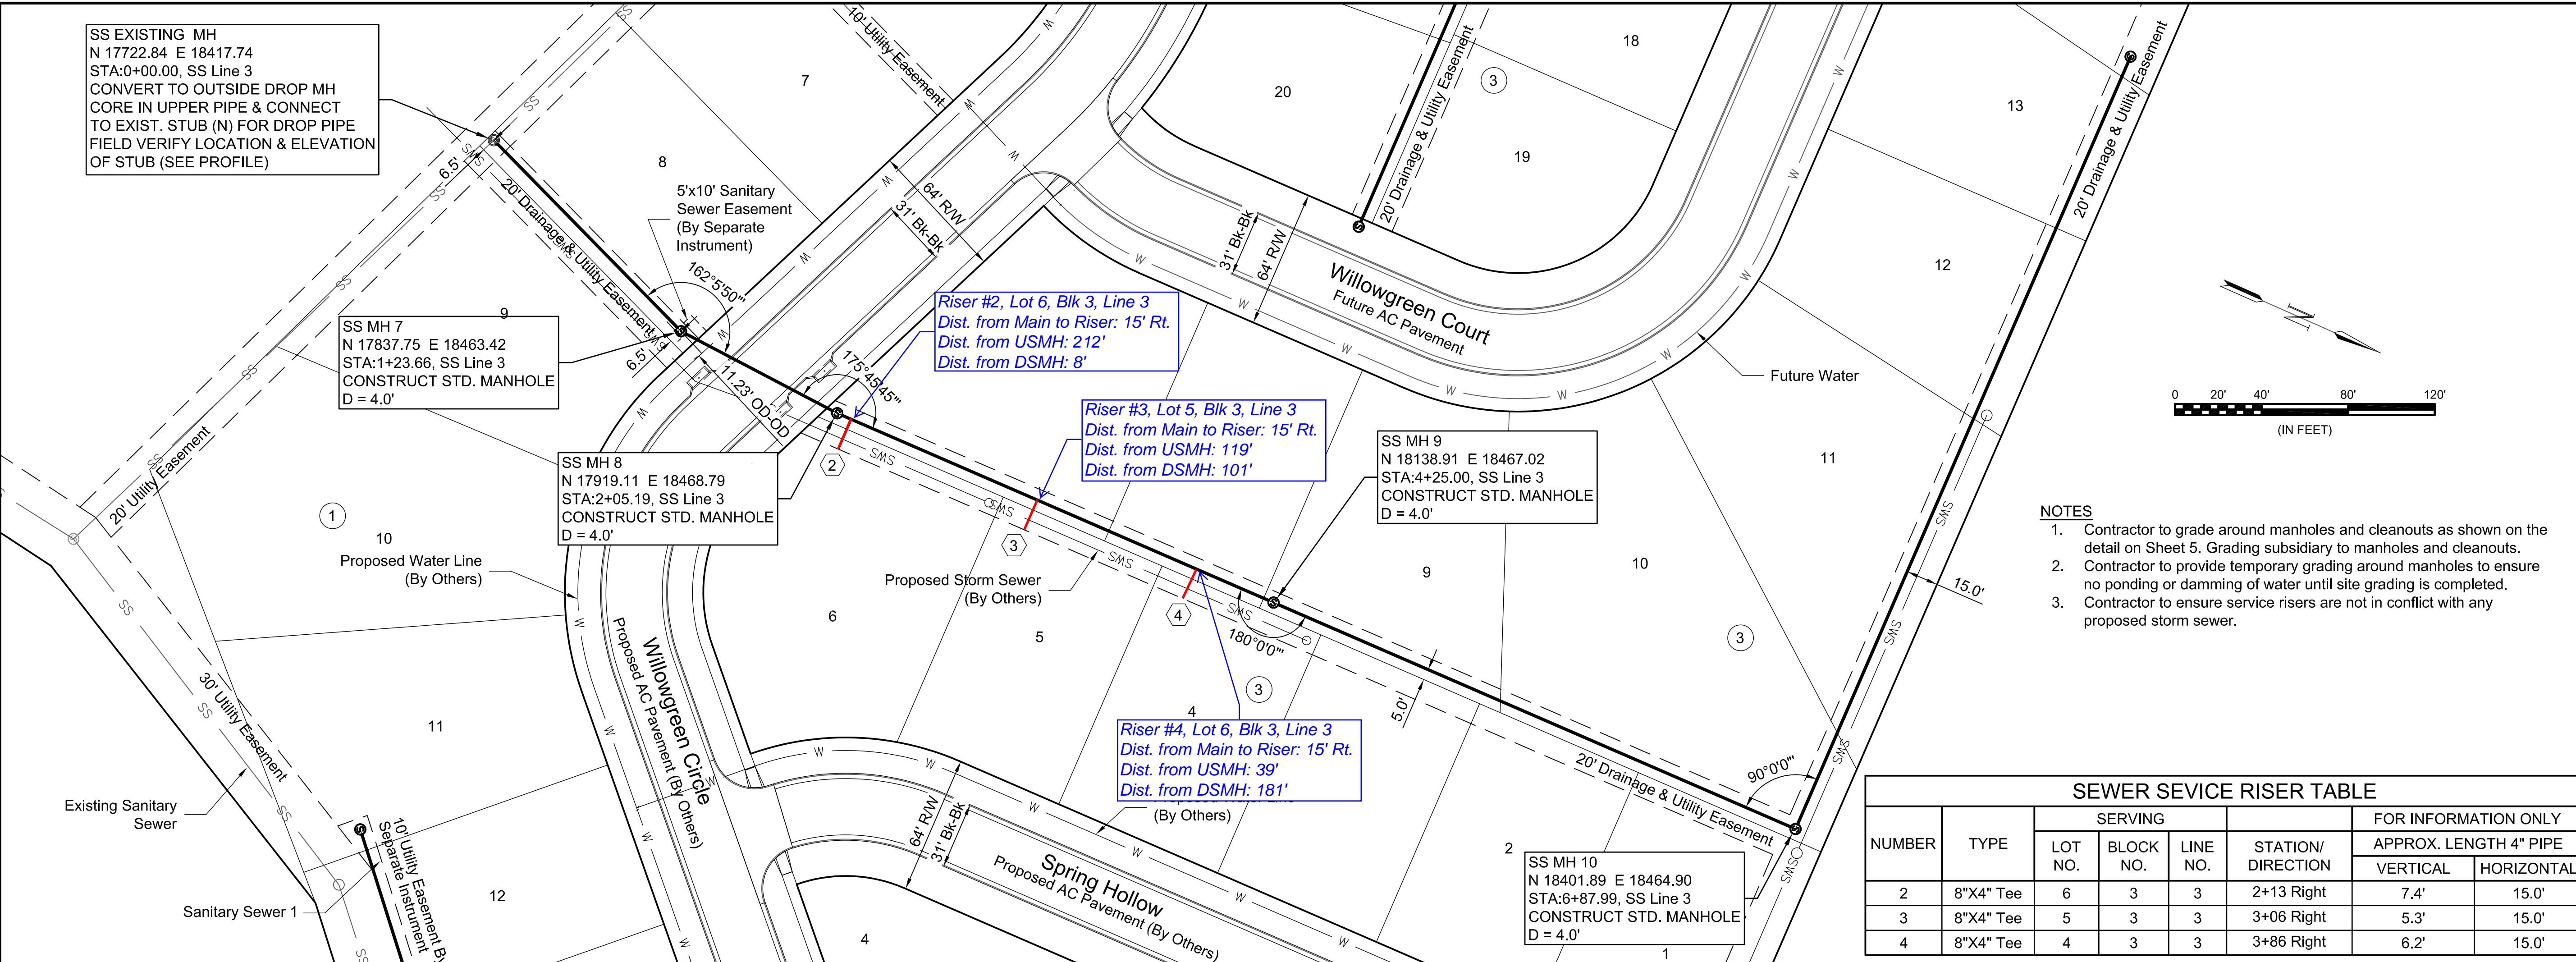 SS EXISTING MH
N 17722.84 E 18417.74
STA:0+00.00, SS Line 3
CONVERT TO OUTSIDE DROP MH
CORE IN UPPER PIPE & CONNECT
TO EXIST. STUB (N) FOR DROP PIPE
FIELD VERIFY LOCATION & ELEVATION
OF STUB (SEE PROFILE)
10' Utility Easement
7
8
6.5'
20' Drainage & Utility Easement
5'x10' Sanitary
Sewer Easement
(By Separate
Instrument)
64' R/W
31' Bk-Bk
162°5'50"
20
18
3
19
20' Drainage & Utility Easement
31' Bk-Bk
64' R/W
Willowgreen Court
Future AC Pavement
Future Water
13
12
11
20' Drainage & Utility Easement
N
0 20' 40' 80' 120'
(IN FEET)
9
SS MH 7
N 17837.75 E 18463.42
STA:1+23.66, SS Line 3
CONSTRUCT STD. MANHOLE
D = 4.0'
6.5'
11.23' OD-OD
175°45'45"
Riser #2, Lot 6, Blk 3, Line 3
Dist. from Main to Riser: 15' Rt.
Dist. from USMH: 212'
Dist. from DSMH: 8'
Riser #3, Lot 5, Blk 3, Line 3
Dist. from Main to Riser: 15' Rt.
Dist. from USMH: 119'
Dist. from DSMH: 101'
SS MH 8
N 17919.11 E 18468.79
STA:2+05.19, SS Line 3
CONSTRUCT STD. MANHOLE
D = 4.0'
SS MH 9
N 18138.91 E 18467.02
STA:4+25.00, SS Line 3
CONSTRUCT STD. MANHOLE
D = 4.0'
20' Utility Easement
1
10
Proposed Water Line
(By Others)
2
3
4
Proposed Storm Sewer
(By Others)
6
5
4
3
180°0'0"
9
10
3
5.0'
15.0'
NOTES
1. Contractor to grade around manholes and cleanouts as shown on the
detail on Sheet 5. Grading subsidiary to manholes and cleanouts.
2. Contractor to provide temporary grading around manholes to ensure
no ponding or damming of water until site grading is completed.
3. Contractor to ensure service risers are not in conflict with any
proposed storm sewer.
30' Utility Easement
11
Willowgreen Circle
Proposed AC Pavement (By Others)
Riser #4, Lot 6, Blk 3, Line 3
Dist. from Main to Riser: 15' Rt.
Dist. from USMH: 39'
Dist. from DSMH: 181'
Proposed Water Line
(By Others)
20' Drainage & Utility Easement
90°0'0"
Existing Sanitary
Sewer
10' Utility Easement By
Separate Instrument
Sanitary Sewer 1
12
64' R/W
31' Bk-Bk
Spring Hollow
Proposed AC Pavement (By Others)
4
2
SS MH 10
N 18401.89 E 18464.90
STA:6+87.99, SS Line 3
CONSTRUCT STD. MANHOLE
D = 4.0'
1
SEWER SEVICE RISER TABLE
NUMBER TYPE SERVING LOT NO. BLOCK NO. LINE NO. STATION/ DIRECTION FOR INFORMATION ONLY APPROX. LENGTH 4" PIPE VERTICAL HORIZONTAL
2 8"X4" Tee 6 3 3 2+13 Right 7.4' 15.0'
3 8"X4" Tee 5 3 3 3+06 Right 5.3' 15.0'
4 8"X4" Tee 4 3 3 3+86 Right 6.2' 15.0'